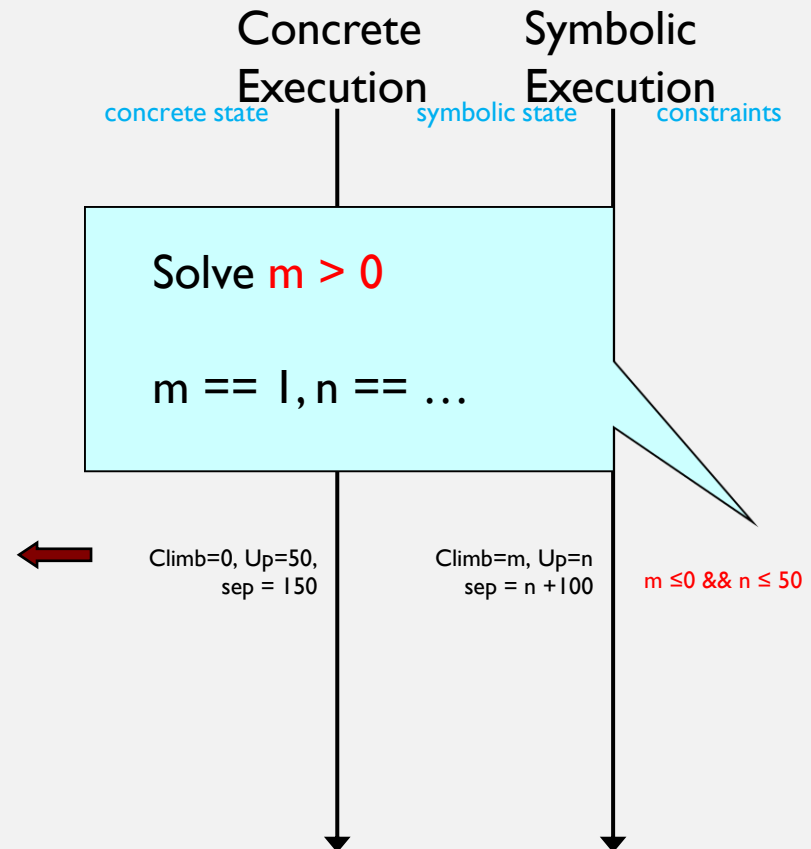 Concrete
Execution
Symbolic
Execution
concrete state
symbolic state
constraints
Solve m > 0
m == 1, n == …
Climb=0, Up=50,
sep = 150
Climb=m, Up=n
sep = n +100
m ≤0 && n ≤ 50